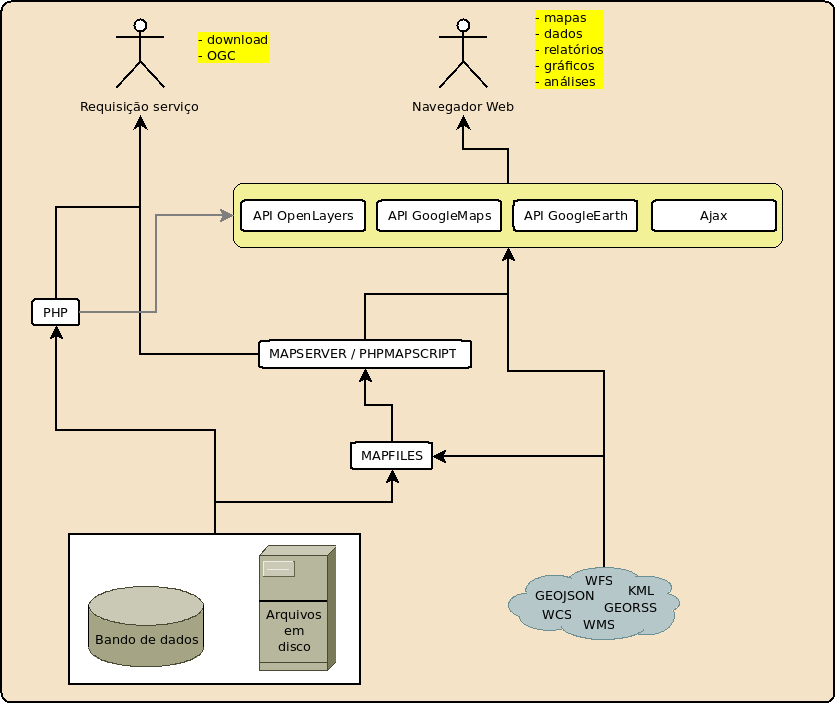 - download
- OGC
- mapas
- dados
- relatórios
- gráficos
- análises
Requisição serviço
Navegador Web
API OpenLayers
API GoogleMaps
API GoogleEarth
Ajax
PHP
MAPSERVER / PHPMAPSCRIPT
MAPFILES
Bando de dados
Arquivos
em
disco
WFS
GEOJSON
KML
WCS
GEORSS
WMS